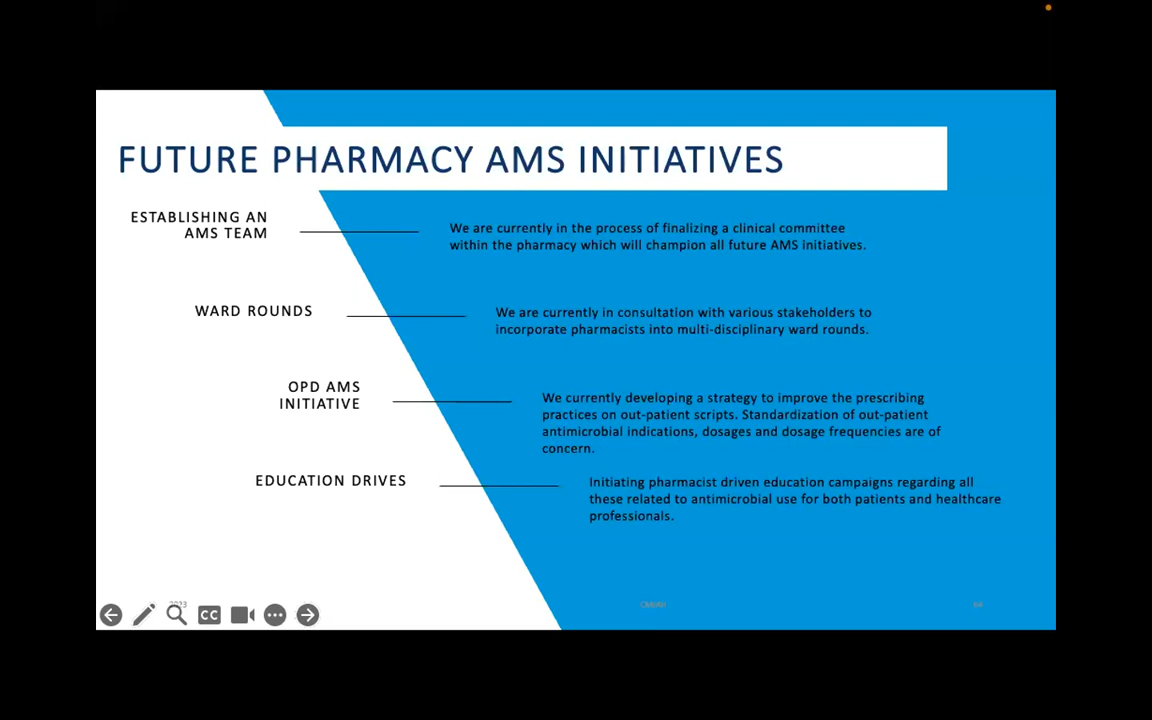 FUTURE PHARMACY AMS INITIATIVES
ESTABLISHING AN
AMS TEAM
We are currently in the process of finalizing a clinical committee
within the pharmacy which will champion all future AMS initiatives.
WARD ROUNDS
We are currently in consultation with various stakeholders to
incorporate pharmacists into multi-disciplinary ward rounds.
OPD AMS
INITIATIVE
We currently developing a strategy to improve the prescribing
practices on out-patient scripts. Standardization of out-patient
antimicrobial indications, dosages and dosage frequencies are of
concern.
EDUCATION DRIVES
Initiating pharmacist driven education campaigns regarding all
these related to antimicrobial use for both patients and healthcare
professionals.
2023
CC